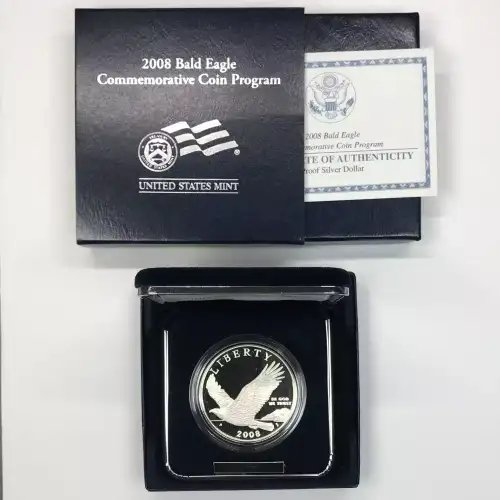 2008 Bald Eagle
Commemorative Coin Program
UNITED STATES MINT
2008 Bald Eagle
Coin Program
OF AUTHENTICITY
Proof Silver Dollar
LIBERTY
IN GOD
WE TRUST
2008